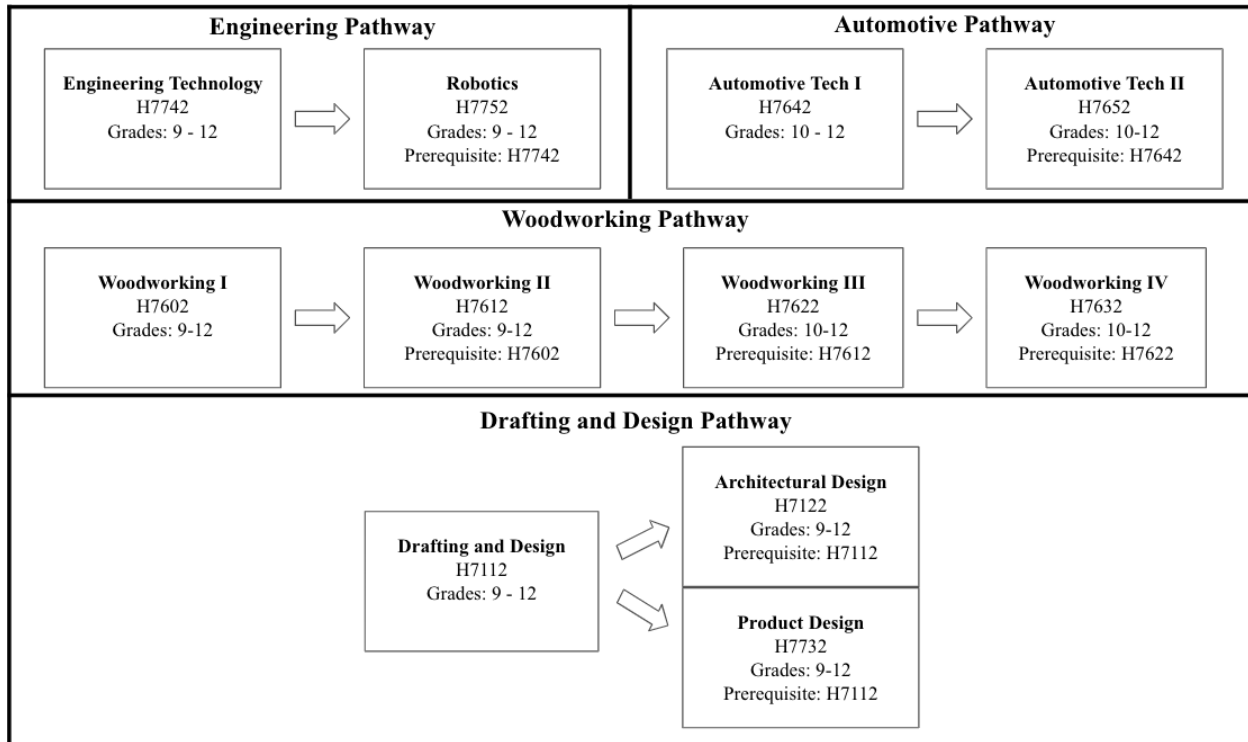 Engineering Pathway
Engineering Technology
H7742
Grades: 9 - 12
Robotics
H7752
Grades: 9 - 12
Prerequisite: H7742
Automotive Pathway
Automotive Tech I
H7642
Grades: 10 - 12
Automotive Tech II
H7652
Grades: 10-12
Prerequisite: H7642
Woodworking Pathway
Woodworking I
H7602
Grades: 9-12
Woodworking II
H7612
Grades: 9-12
Prerequisite: H7602
Woodworking III
H7622
Grades: 10-12
Prerequisite: H7612
Woodworking IV
H7632
Grades: 10-12
Prerequisite: H7622
Drafting and Design Pathway
Drafting and Design
H7112
Grades: 9 - 12
Architectural Design
H7122
Grades: 9-12
Prerequisite: H7112
Product Design
H7732
Grades: 9-12
Prerequisite: H7112